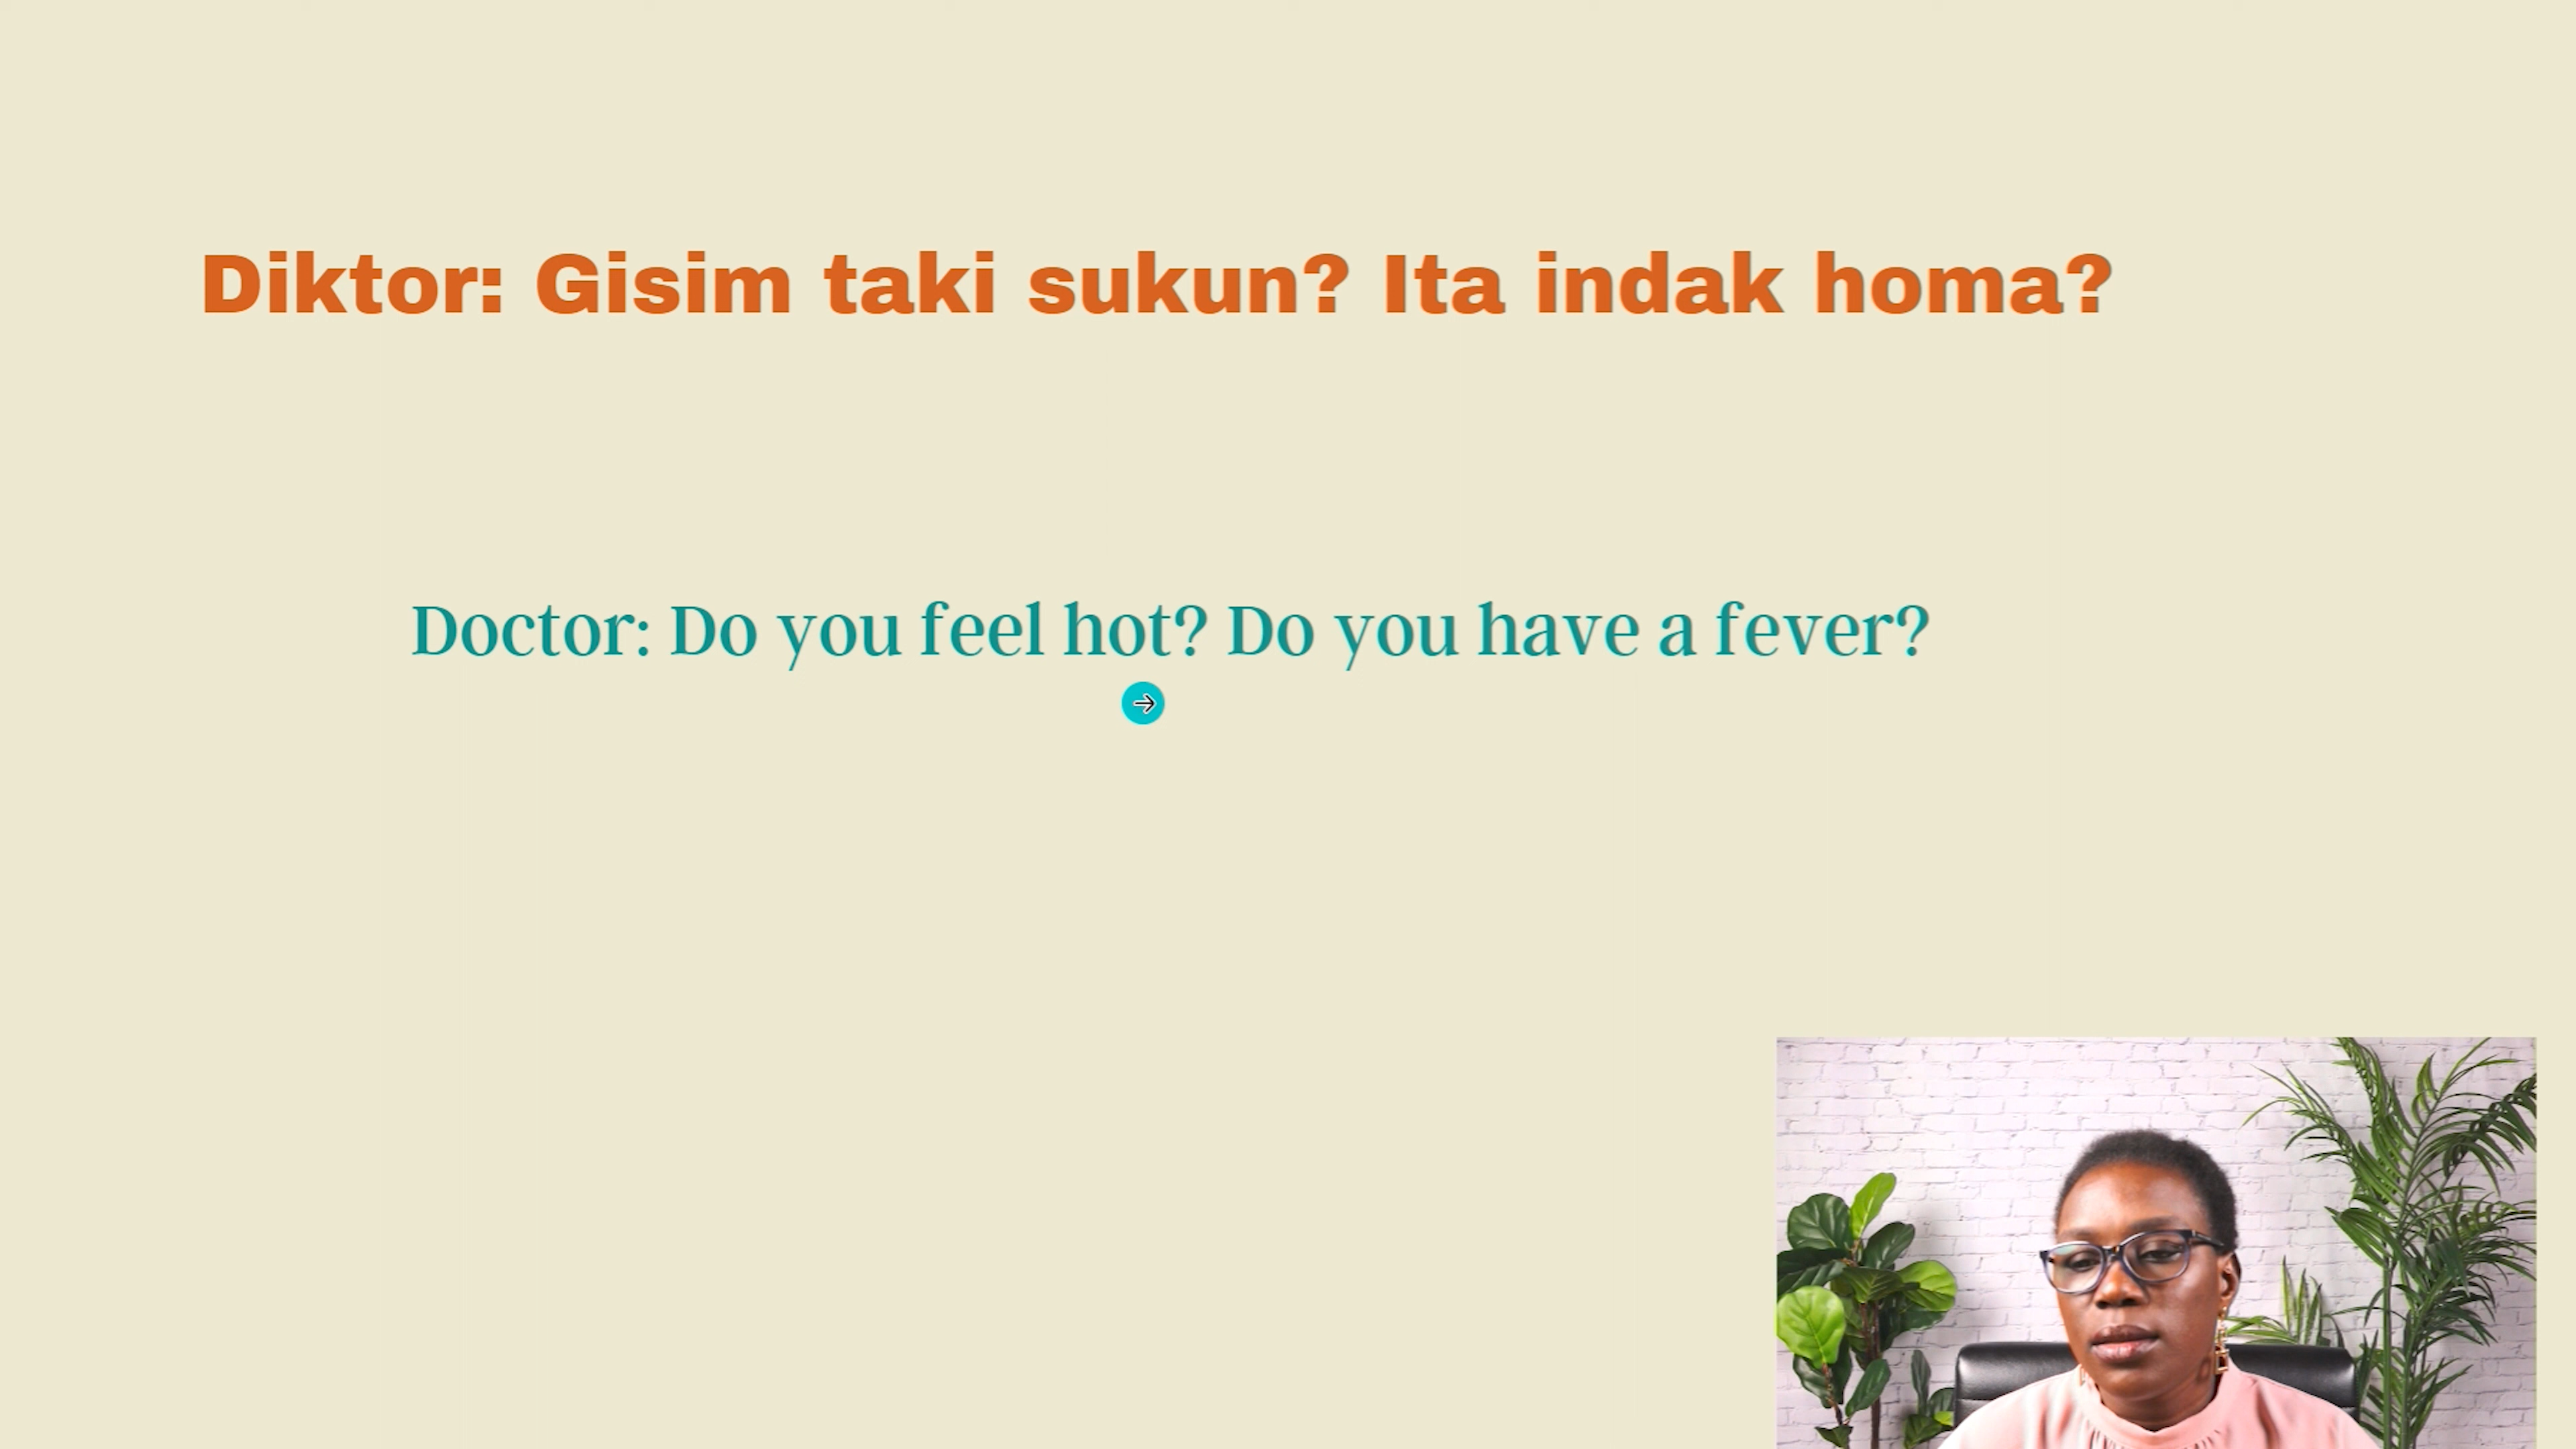 Diktor: Gisim taki sukun? Ita indak homa?
Doctor: Do you feel hot? Do you have a fever?